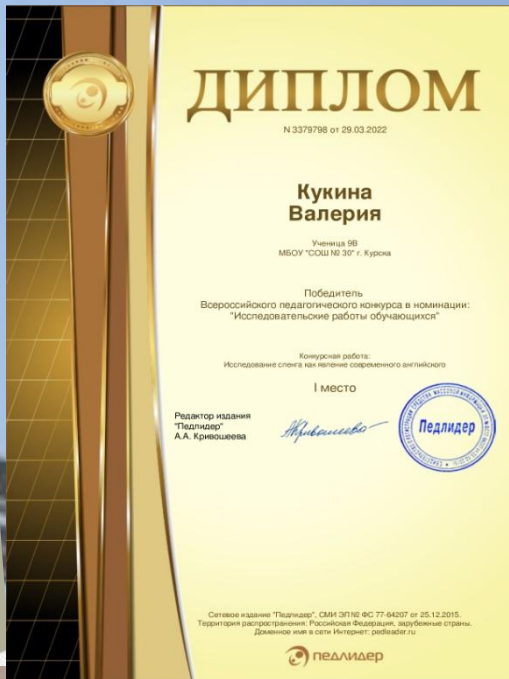 ДИПЛОМ
N 3379798 от 29.03.2022
Кукина
Валерия
Ученица 9В
МБОУ "СОШ № 30" г. Курска
Победитель
Всероссийского педагогического конкурса в номинации:
"Исследовательские работы обучающихся"
Конкурсная работа:
Исследование сленга как явление современного английского
I место
Редактор издания
"Педлидер"
А.А. Кривошеева
Педлидер
Сетевое издание "Педлидер", СМИ ЭЛ № ФС 77-64207 от 25.12.2015.
Территория распространения: Российская Федерация, зарубежные страны.
Доменное имя в сети Интернет: pedleader.ru
педлидер